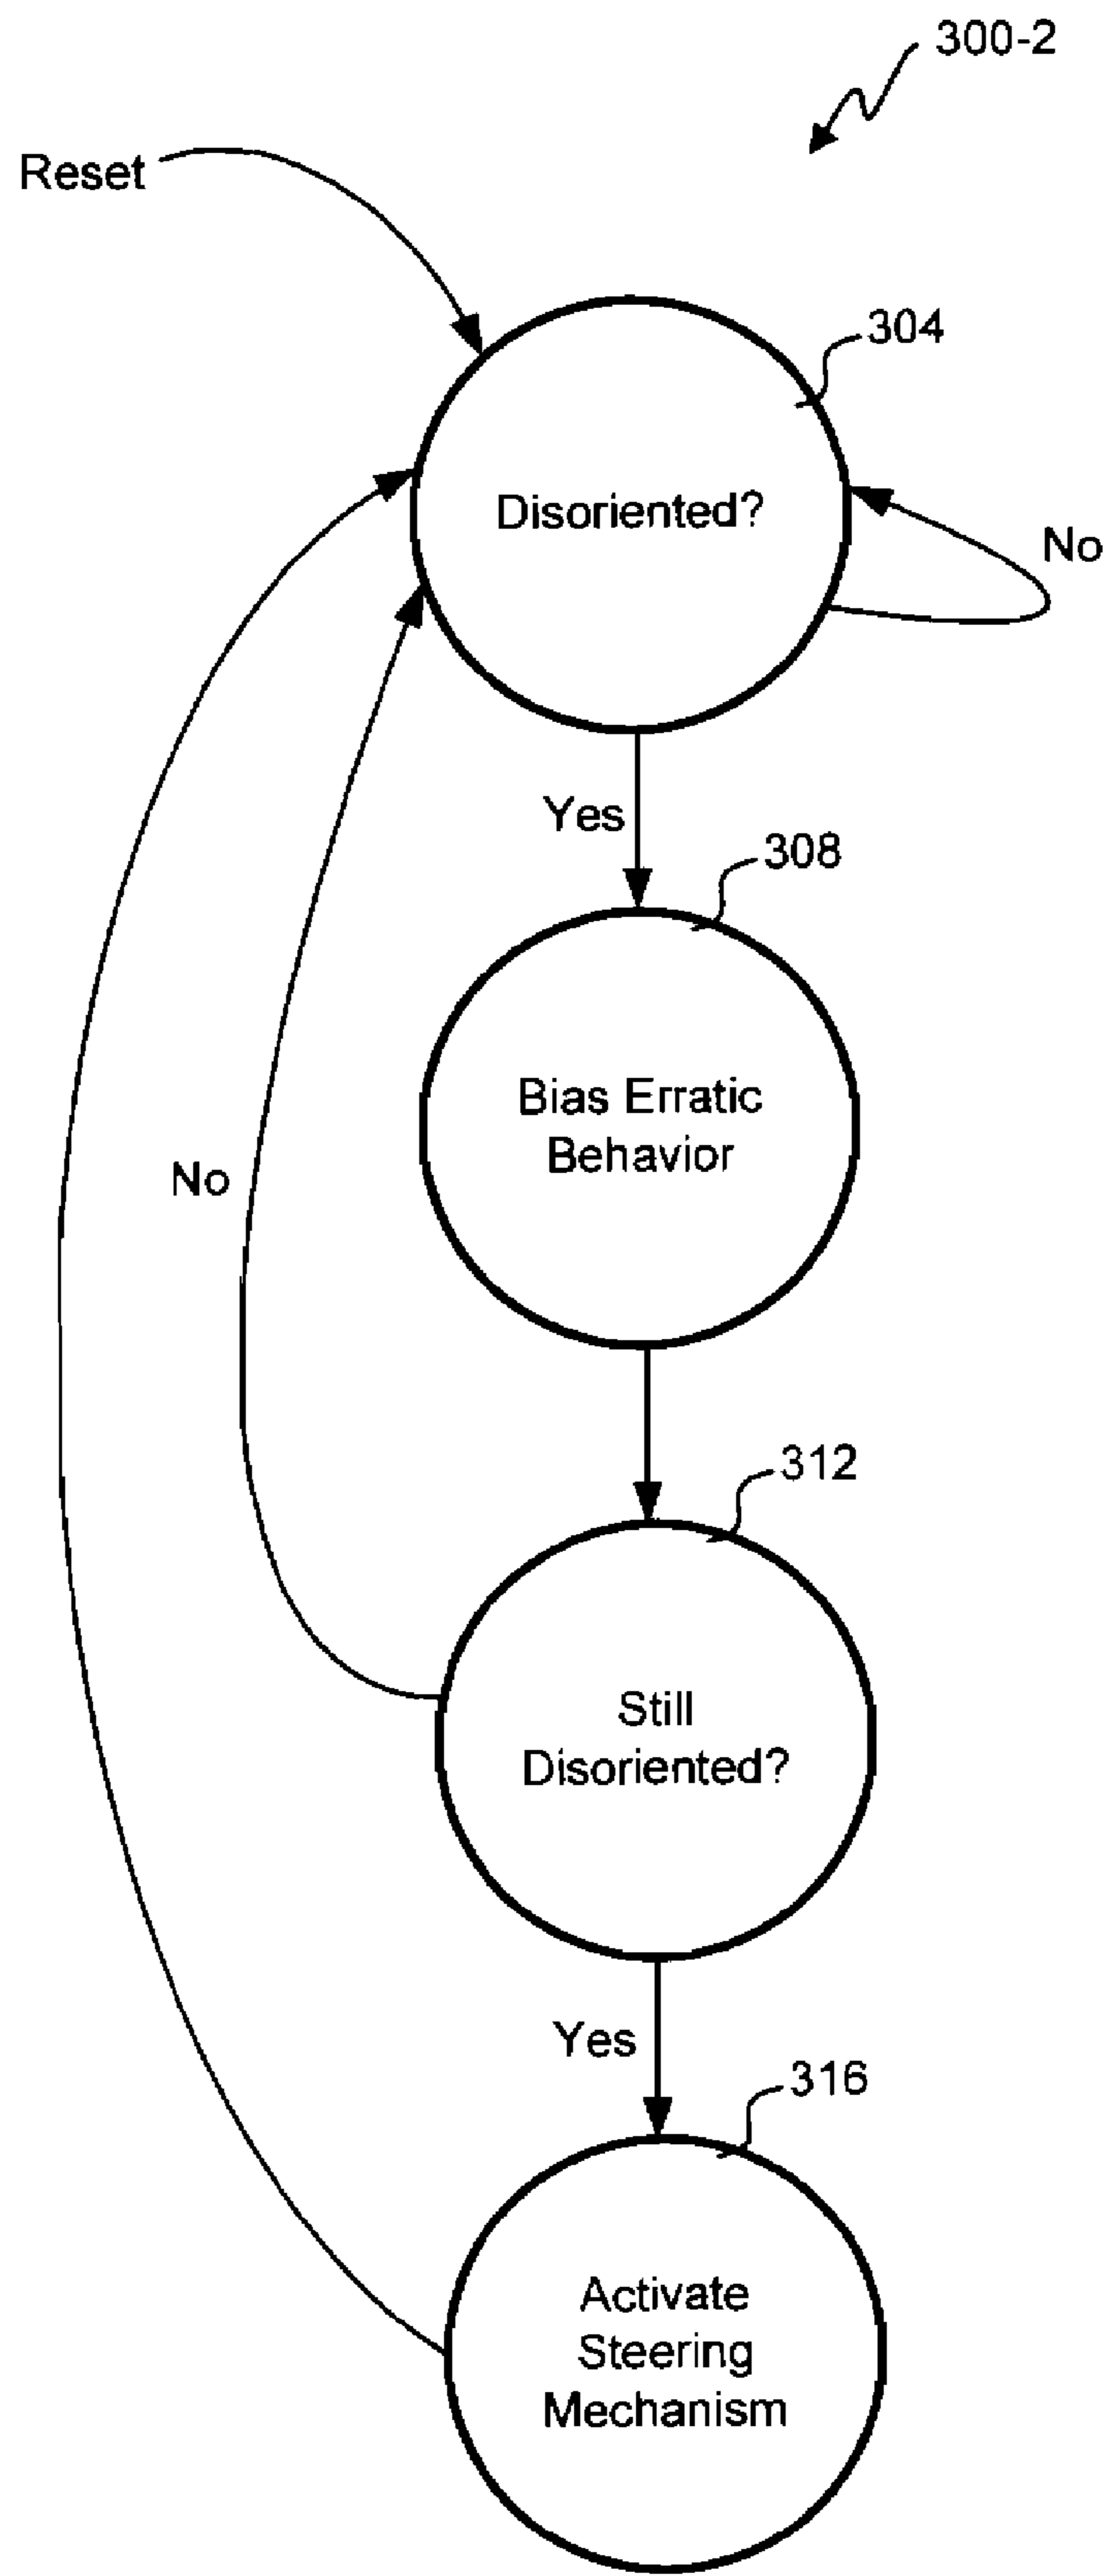 300-2
Reset
304
Disoriented?
No
Yes
308
Bias Erratic
Behavior
No
312
Still
Disoriented?
Yes
316
Activate
Steering
Mechanism